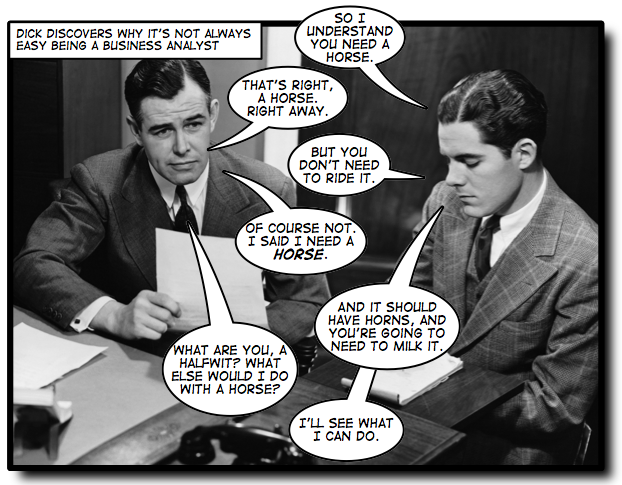 DICK DISCOVERS WHY IT'S NOT ALWAYS
EASY BEING A BUSINESS ANALYST
SO I
UNDERSTAND
YOU NEED A
HORSE.
THAT'S RIGHT,
A HORSE.
RIGHT AWAY.
BUT YOU
DON'T NEED
TO RIDE IT.
OF COURSE NOT.
I SAID I NEED A
HORSE.
AND IT SHOULD
HAVE HORNS, AND
YOU'RE GOING TO
NEED TO MILK IT.
WHAT ARE YOU, A
HALFWIT? WHAT
ELSE WOULD I DO
WITH A HORSE?
I'LL SEE WHAT
I CAN DO.